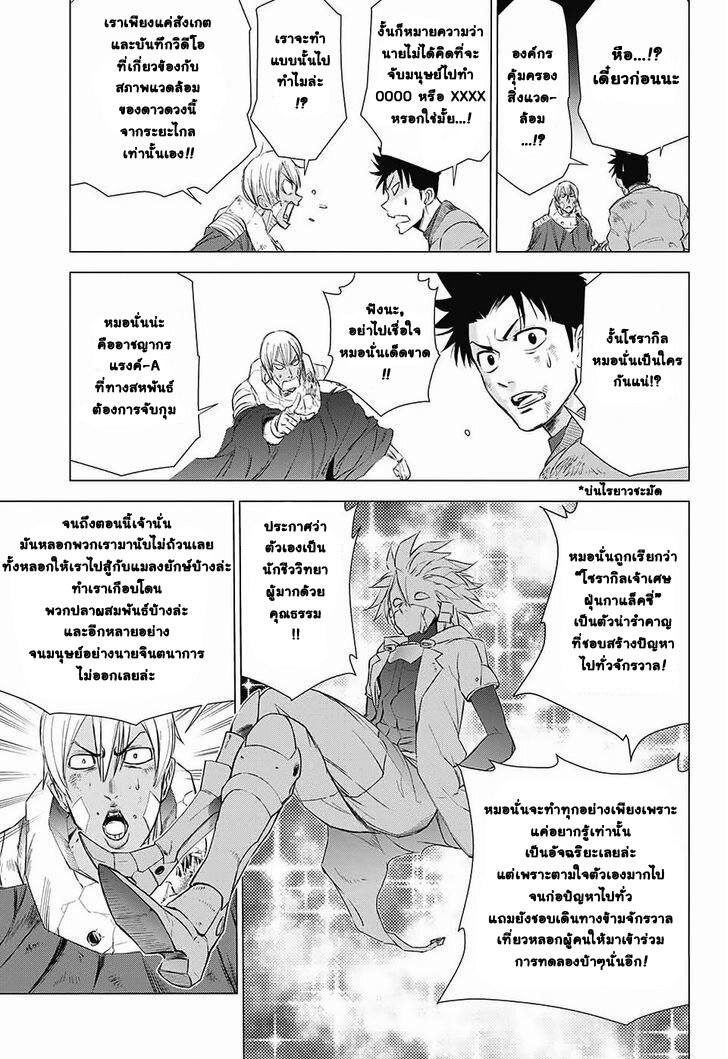 หือ...!?
เดี๋ยวก่อนนะ
องค์กร
คุ้มครอง
สิ่งแวด-
ล้อม
...!?
งั้นก็หมายความว่า
นายไม่ได้คิดที่จะ
จับมนุษย์ไปทำ
OOOO หรือ XXXX
หรอกใช่มั้ย...!
เราจะทำ
แบบนั้นไป
ทำไมล่ะ
!?
เราเพียงแค่สังเกต
และบันทึกวิดีโอ
ที่เกี่ยวข้องกับ
สภาพแวดล้อม
ของดาวดวงนี้
จากระยะไกล
เท่านั้นเอง!!
งั้นโซรากิล
หมอนั่นเป็นใคร
กันแน่!?
ฟังนะ,
อย่าไปเชื่อใจ
หมอนั่นเด็ดขาด
!!
หมอนั่นน่ะ
คืออาชญากร
แรงค์-A
ที่ทางสหพันธ์
ต้องการจับกุม
*บ่นไรยาวชะมัด
หมอนั่นถูกเรียกว่า
"โซรากิลเจ้าเศษ
ฝุ่นกาแล็คซี่"
เป็นตัวน่ารำคาญ
ที่ชอบสร้างปัญหา
ไปทั่วจักรวาล!
ประกาศว่า
ตัวเองเป็น
นักชีววิทยา
ผู้มากด้วย
คุณธรรม
!!
หมอนั่นจะทำทุกอย่างเพียงเพราะ
แค่อยากรู้เท่านั้น
เป็นอัจฉริยะเลยล่ะ
แต่เพราะตามใจตัวเองมากไป
จนก่อปัญหาไปทั่ว
แถมยังชอบเดินทางข้ามจักรวาล
เที่ยวหลอกผู้คนให้มาเข้าร่วม
การทดลองบ้าๆนั่นอีก!
จนถึงตอนนี้เจ้านั่น
มันหลอกพวกเรามานับไม่ถ้วนเลย
ทั้งหลอกให้เราไปสู้กับแมลงยักษ์บ้างล่ะ
ทำเราเกือบโดน
พวกปลาผสมพันธุ์บ้างล่ะ
และอีกหลายอย่าง
จนมนุษย์อย่างนายจินตนาการ
ไม่ออกเลยล่ะ